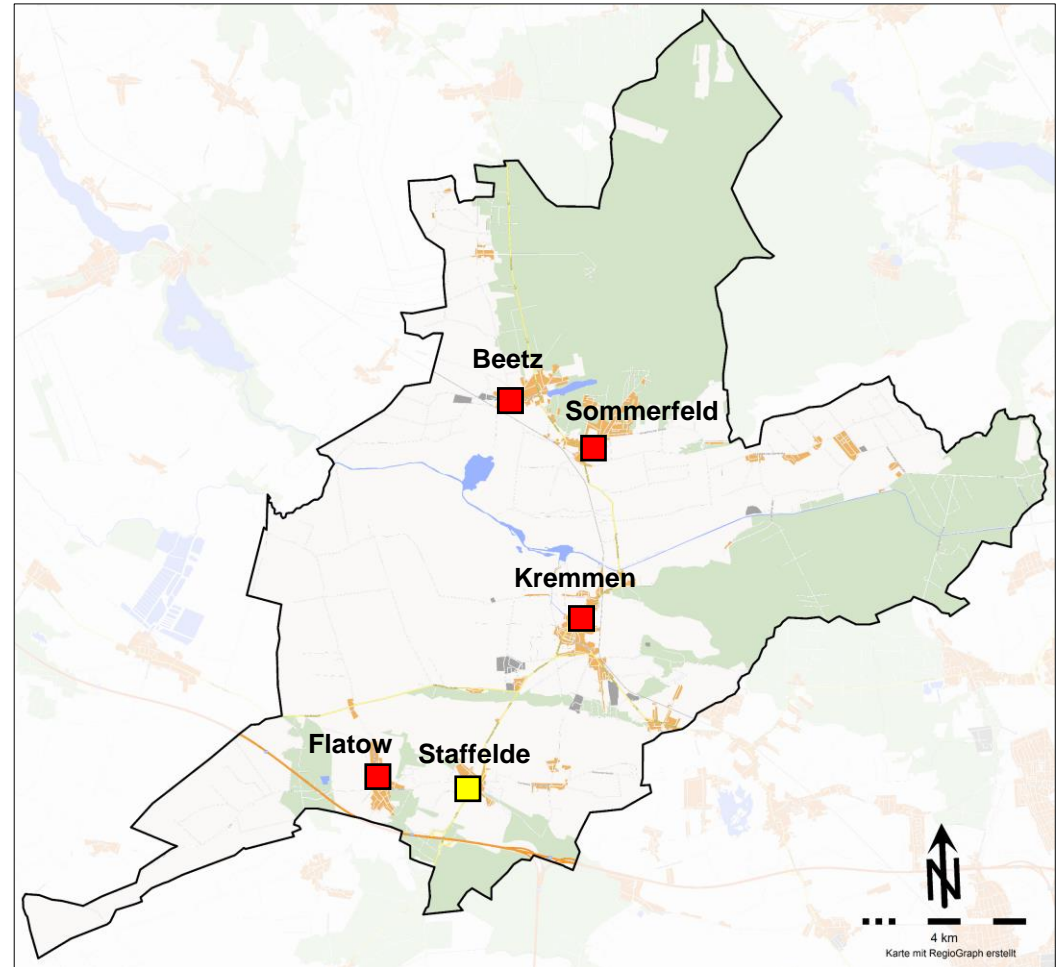 Beetz
Sommerfeld
Kremmen
Flatow
Staffelde
N
4 km
Karte mit RegioGraph erstellt